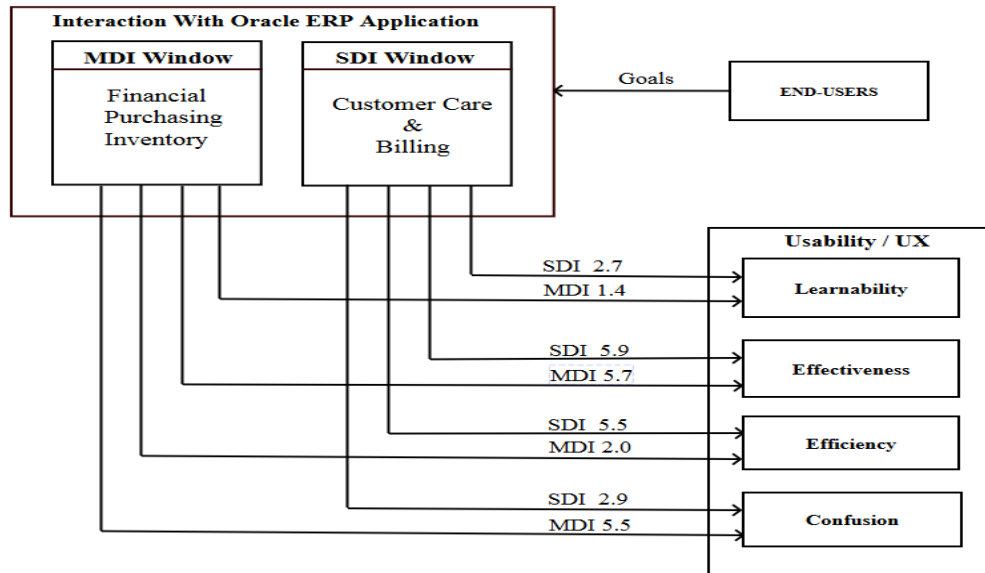 Interaction With Oracle ERP Application
MDI Window
Financial
Purchasing
Inventory
SDI Window
Customer Care
&
Billing
Goals
END-USERS
Usability / UX
SDI 2.7
MDI 1.4
Learnability
SDI 5.9
MDI 5.7
Effectiveness
SDI 5.5
MDI 2.0
Efficiency
SDI 2.9
MDI 5.5
Confusion